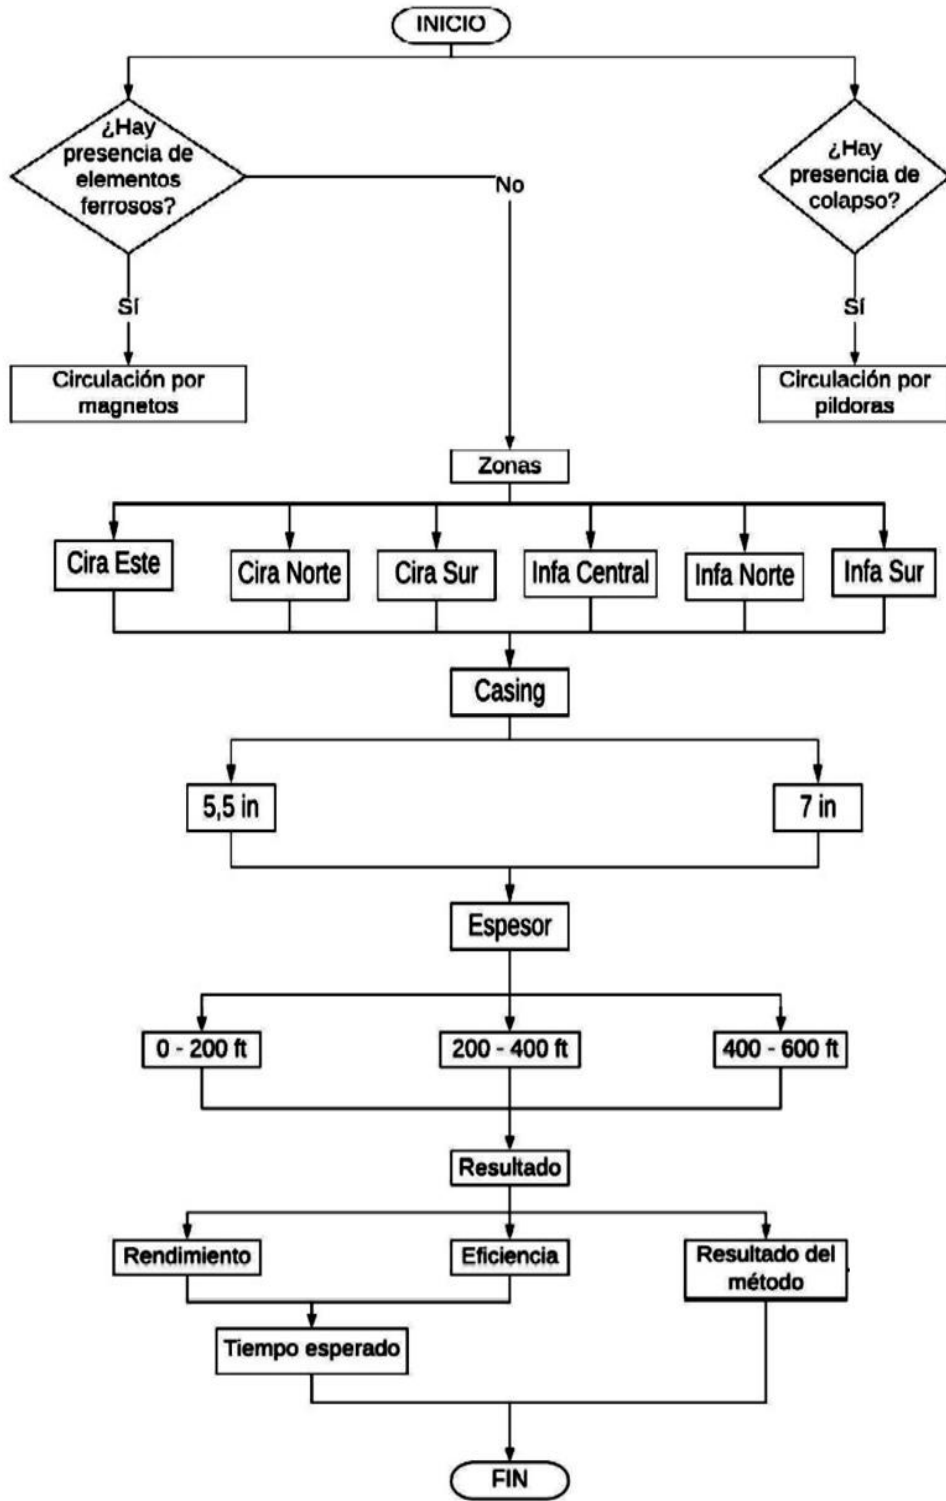 INICIO
¿Hay
presencia de
elementos
ferrosos?
¿Hay
presencia de
colapso?
No
Sí
Sí
Circulación por
magnetos
Circulación por
pildoras
Zonas
Cira Este
Cira Norte
Cira Sur
Infa Central
Infa Norte
Infa Sur
Casing
5,5 in
7 in
Espesor
0 - 200 ft
200 - 400 ft
400 - 600 ft
Resultado
Rendimiento
Eficiencia
Resultado del
método
Tiempo esperado
FIN